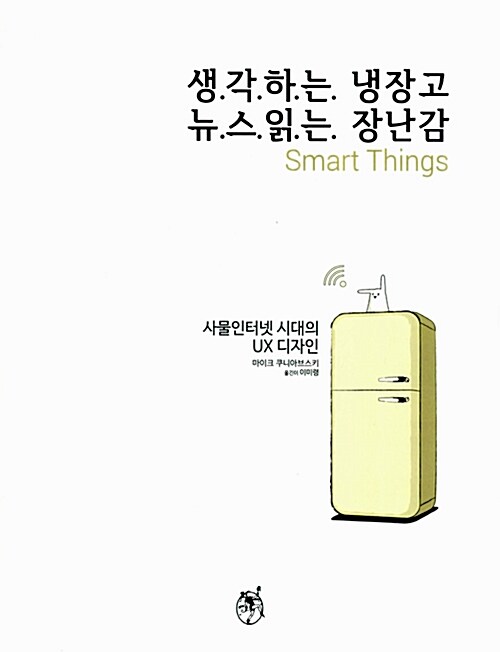 생.각.하.는. 냉장고
뉴.스.읽.는. 장난감
Smart Things
사물인터넷 시대의
UX 디자인
마이크 쿠니아브스키
옮긴이 이미령